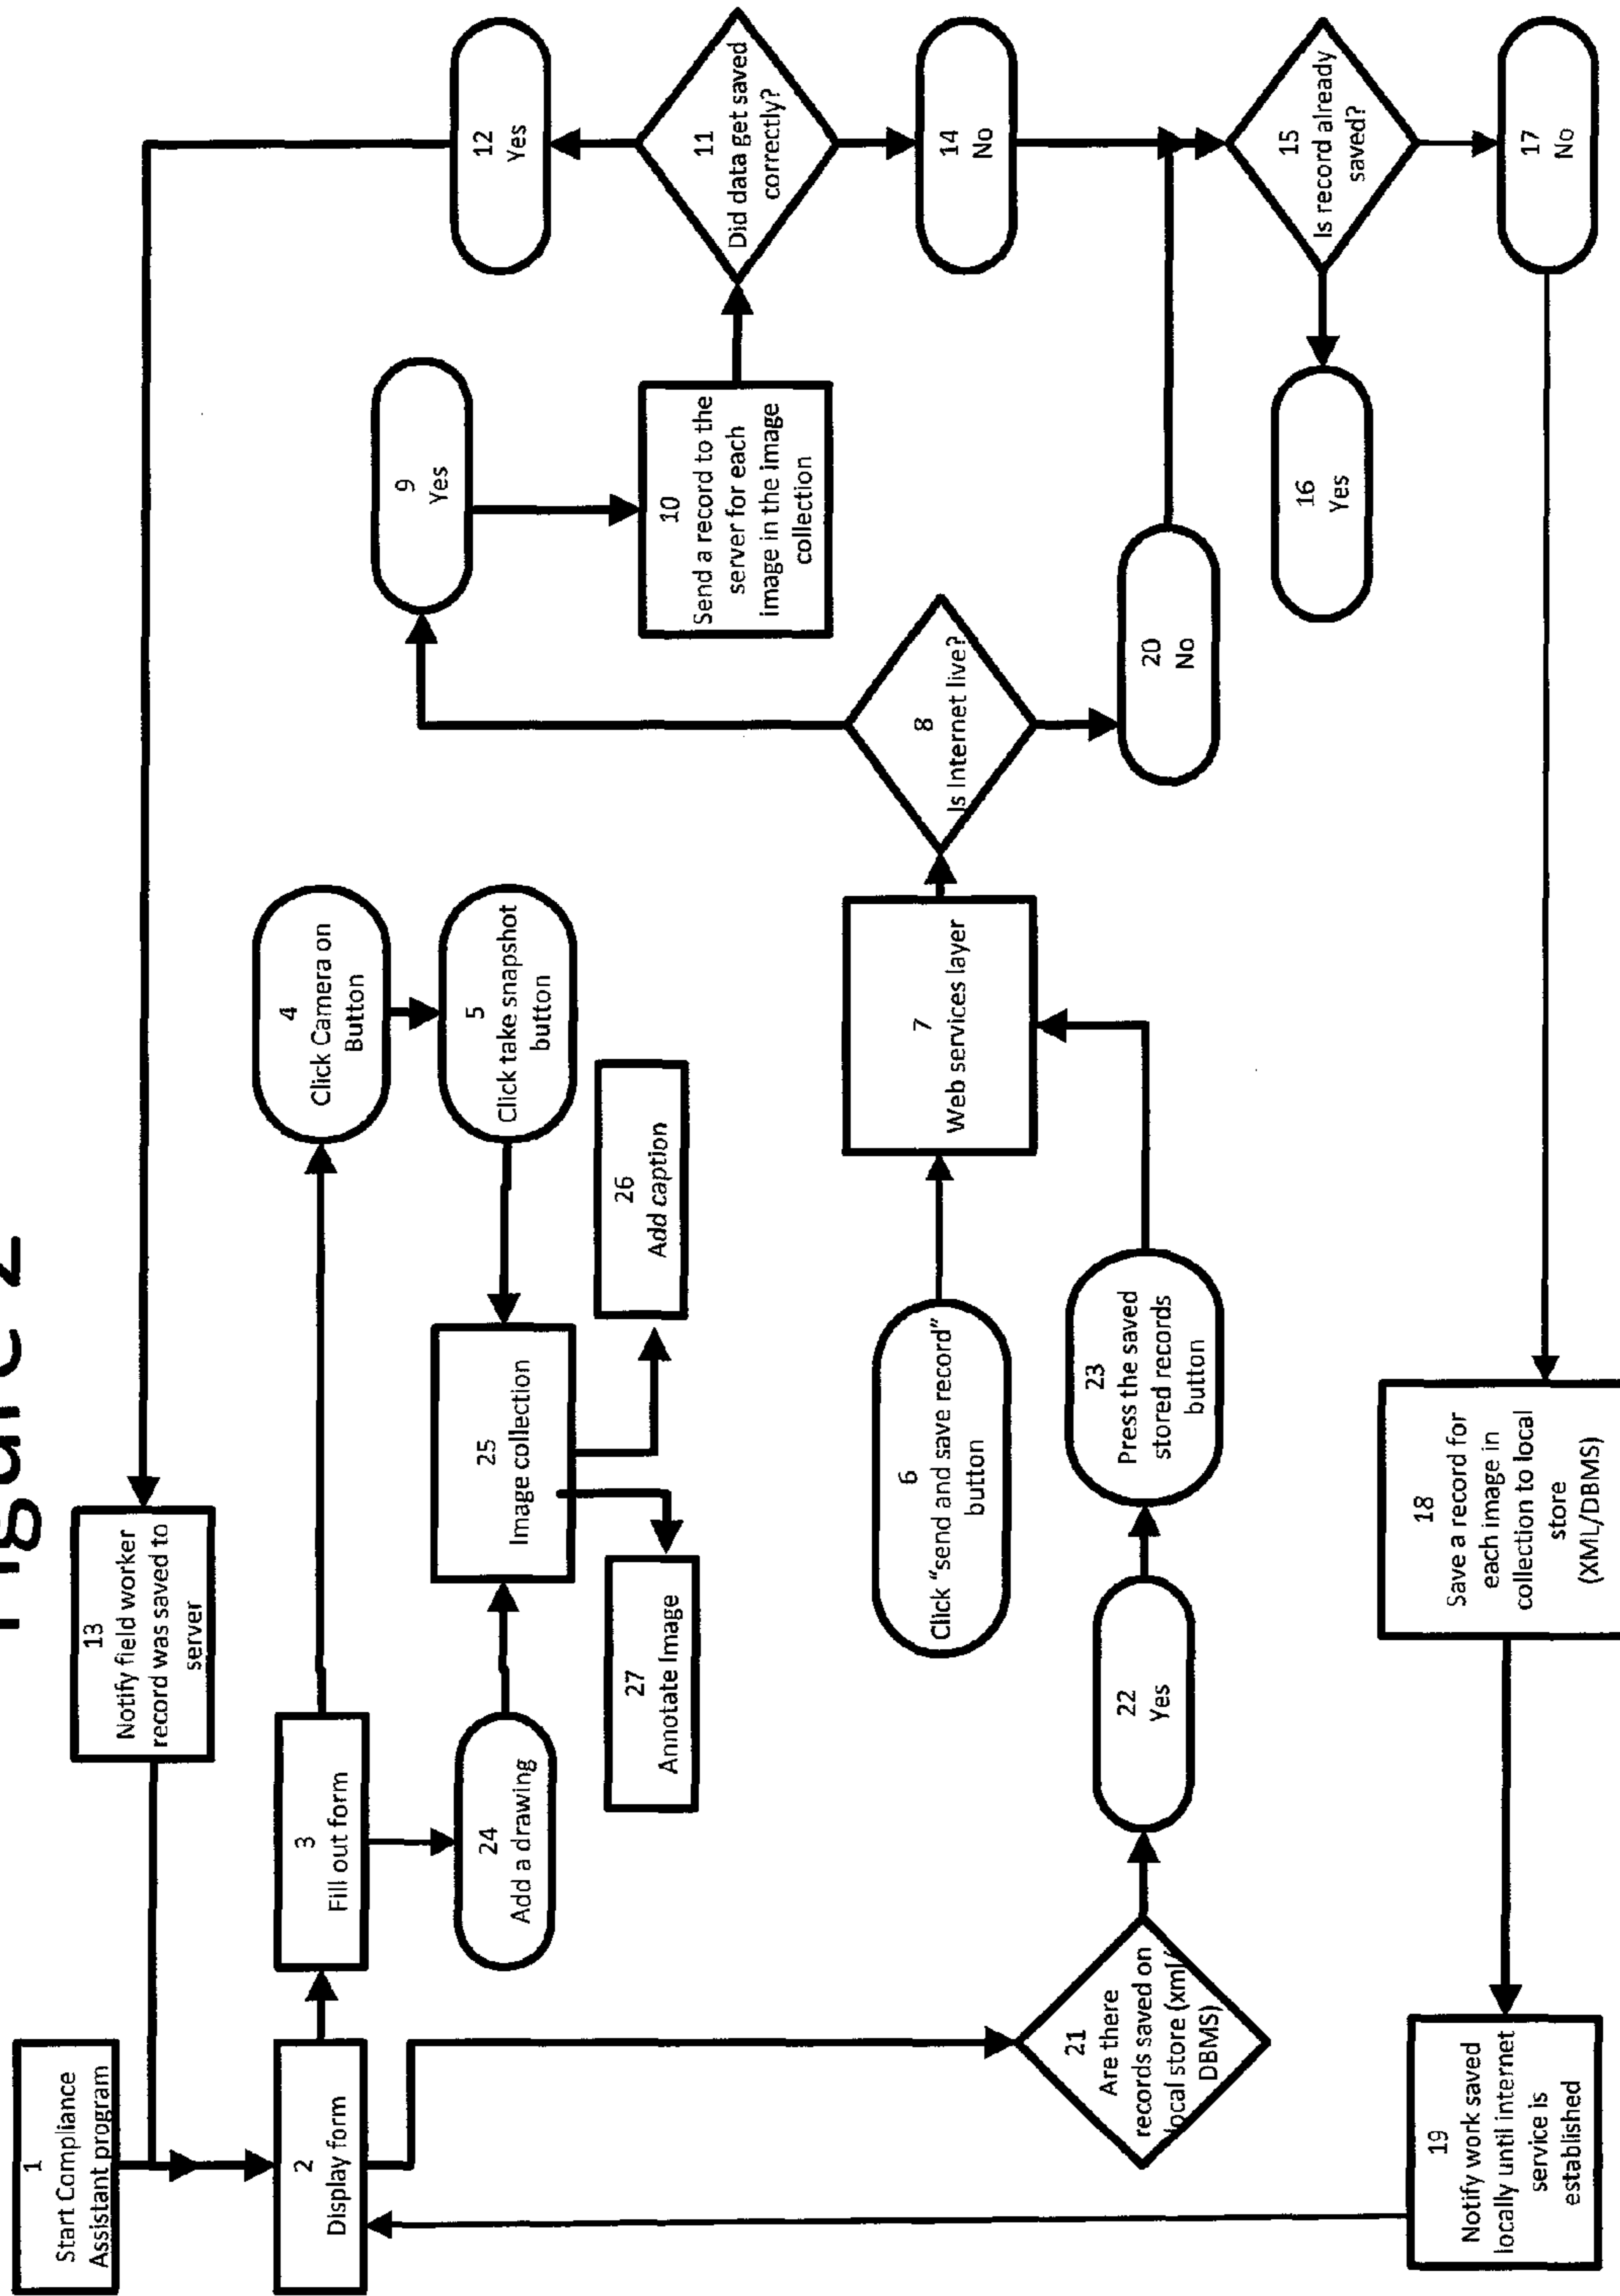 Figure 2
1
Start Compliance
Assistant program
2
Display form
3
Fill out form
4
Click Camera on
Button
5
Click take snapshot
button
6
Click “send and save record”
button
7
Web services layer
8
Is Internet live?
9
Yes
10
Send a record to the
server for each
image in the image
collection
11
Did data get saved
correctly?
12
Yes
13
Notify field worker
record was saved to
server
14
No
15
Is record already
saved?
16
Yes
17
No
18
Save a record for
each image in
collection to local
store
(XML/DBMS)
19
Notify work saved
locally until internet
service is
established
20
No
21
Are there
records saved on
local store (xml/
DBMS)
22
Yes
23
Press the saved
stored records
button
24
Add a drawing
25
Image collection
26
Add caption
27
Annotate Image